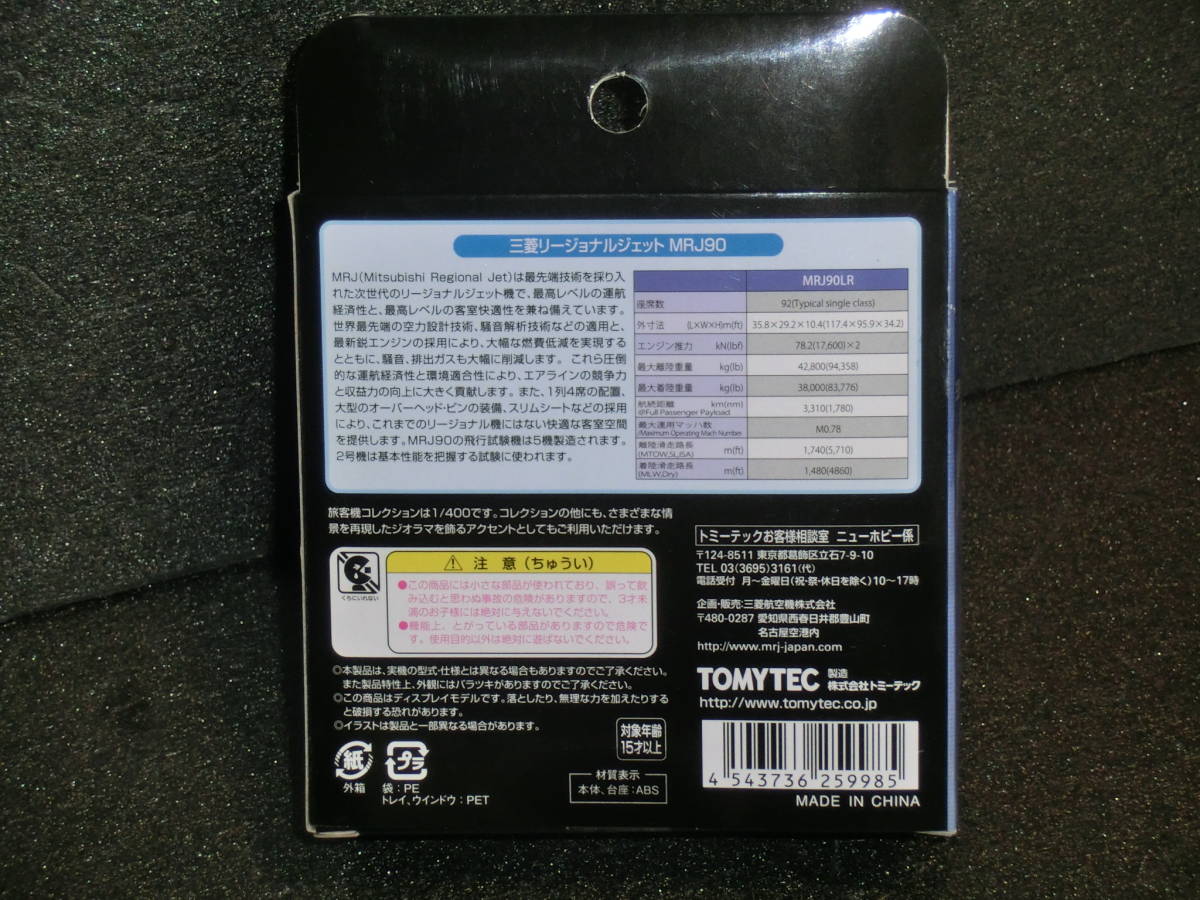 三菱リージョナルジェット MRJ90
MRJ(Mitsubishi Regional Jet)は最先端技術を採り入
れた次世代のリージョナルジェット機で、最高レベルの運航
経済性と、最高レベルの客室快適性を兼ね備えています。
世界最先端の空力設計技術、騒音解析技術などの適用と、
最新鋭エンジンの採用により、大幅な燃費低減を実現する
とともに、騒音、排出ガスも大幅に削減します。これら圧倒
的な運航経済性と環境適合性により、エアラインの競争力
と収益力の向上に大きく貢献します。また、1列4席の配置、
大型のオーバーヘッド・ビンの装備、スリムシートなどの採用
により、これまでのリージョナル機にはない快適な客室空間
を提供します。MRJ90の飛行試験機は5機製造されます。
2号機は基本性能を把握する試験に使われます。
MRJ90LR
座席数 92(Typical single class)
外寸法 (L×W×H)m(ft) 35.8×29.2×10.4(117.4×95.9×34.2)
エンジン推力 kN(lbf) 78.2(17,600)×2
最大離陸重量 kg(lb) 42,800(94,358)
最大着陸重量 kg(lb) 38,000(83,776)
航続距離 km(nm) 3,310(1,780)
@Full Passenger Payload
最大運用マッハ数 M0.78
/Maximum Operating Mach Number
離陸滑走路長 m(ft) 1,740(5,710)
(MTOW,SL,ISA)
着陸滑走路長 m(ft) 1,480(4860)
(MLW,Dry)
旅客機コレクションは1/400です。コレクションの他にも、さまざまな情
景を再現したジオラマを飾るアクセントとしてもご利用いただけます。
くちにいれない
注 意(ちゅうい)
●この商品には小さな部品が使われており、誤って飲
み込むと思わぬ事故の危険がありますので、3才未
満のお子様には絶対に与えないでください。
●機能上、とがっている部品がありますので危険で
す。使用目的以外は絶対に遊ばないでください。
◎本製品は、実機の型式・仕様とは異なる場合もありますのでご了承ください。
また製品特性上、外観にはバラツキがありますのでご了承ください。
◎この商品はディスプレイモデルです。落としたり、無理な力を加えたりする
と破損する恐れがあります。
◎イラストは製品と一部異なる場合があります。
紙
外箱
プラ
袋:PE
トレイ、ウインドウ:PET
対象年齢
15才以上
材質表示
本体、台座:ABS
トミーテックお客様相談室 ニューホビー係
〒124-8511 東京都葛飾区立石7-9-10
TEL 03(3695)3161(代)
電話受付 月〜金曜日(祝・祭・休日を除く)10〜17時
企画・販売:三菱航空機株式会社
〒480-0287 愛知県西春日井郡豊山町
名古屋空港内
http://www.mrj-japan.com
TOMYTEC 製造
株式会社トミーテック
http://www.tomytec.co.jp
4 543736 259985
MADE IN CHINA